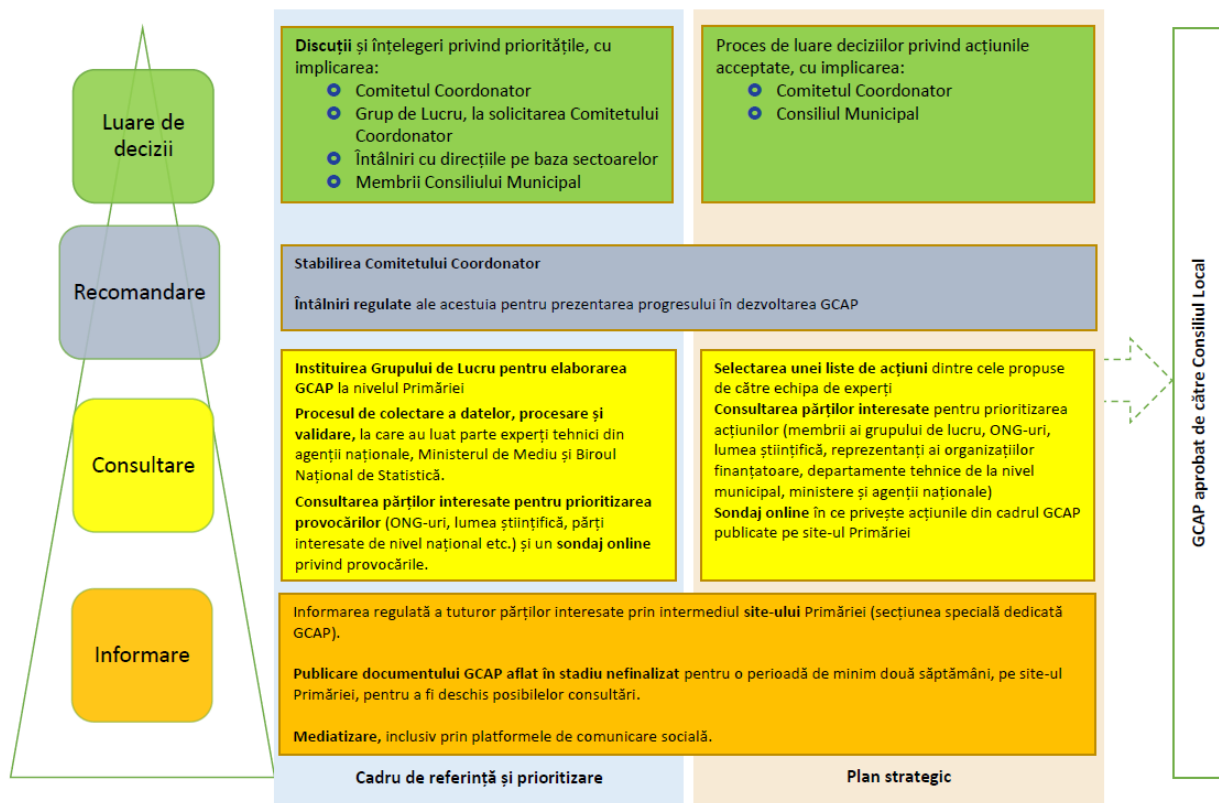 Luare de
decizii
Discuții și înțelegeri privind prioritățile, cu
implicarea:
Comitetul Coordonator
Grup de Lucru, la solicitarea Comitetului
Coordonator
Întâlniri cu direcțiile pe baza sectoarelor
Membrii Consiliului Municipal
Proces de luare deciziilor privind acțiunile
acceptate, cu implicarea:
Comitetul Coordonator
Consiliul Municipal
Recomandare
Stabilirea Comitetului Coordonator
Întâlniri regulate ale acestuia pentru prezentarea progresului în dezvoltarea GCAP
Consultare
Instituirea Grupului de Lucru pentru elaborarea
GCAP la nivelul Primăriei
Procesul de colectare a datelor, procesare și
validare, la care au luat parte experți tehnici din
agenții naționale, Ministerul de Mediu și Biroul
Național de Statistică.
Consultarea părților interesate pentru prioritizarea
provocărilor (ONG-uri, lumea științifică, părți
interesate de nivel național etc.) și un sondaj online
privind provocările.
Selectarea unei liste de acțiuni dintre cele propuse
de către echipa de experți
Consultarea părților interesate pentru prioritizarea
acțiunilor (membrii ai grupului de lucru, ONG-uri,
lumea științifică, reprezentanți ai organizațiilor
finanțatoare, departamente tehnice de la nivel
municipal, ministere și agenții naționale)
Sondaj online în ce privește acțiunile din cadrul GCAP
publicate pe site-ul Primăriei
Informare
Informarea regulată a tuturor părților interesate prin intermediul site-ului Primăriei (secțiunea specială dedicată
GCAP).
Publicare documentului GCAP aflat în stadiu nefinalizat pentru o perioadă de minim două săptămâni, pe site-ul
Primăriei, pentru a fi deschis posibilelor consultări.
Mediatizare, inclusiv prin platformele de comunicare socială.
Cadru de referință și prioritizare
Plan strategic
GCAP aprobat de către Consiliul Local